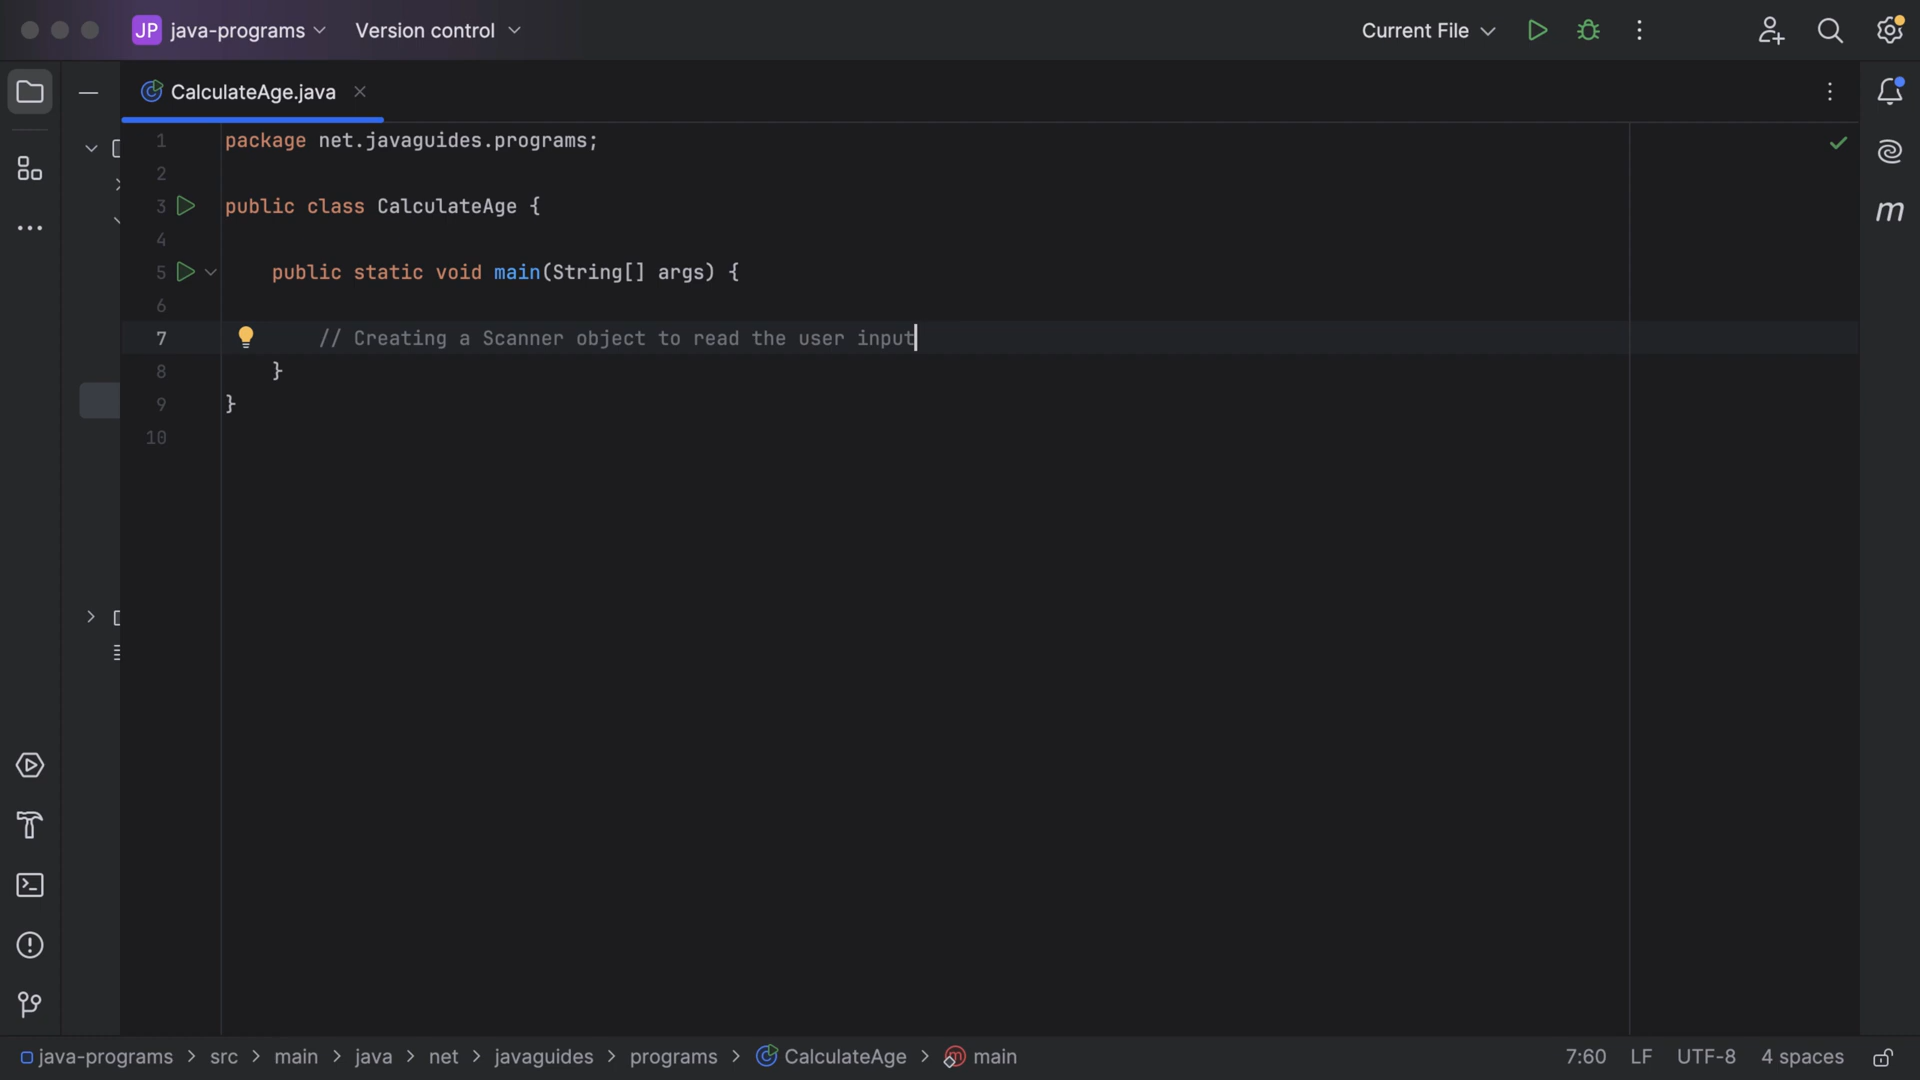 JP java-programs Version control Current File
CalculateAge.java
1 package net.javaguides.programs;
2
3 public class CalculateAge {
4
5 public static void main(String[] args) {
6
7 // Creating a Scanner object to read the user input
8 }
9 }
10
m
java-programs > src > main > java > net > javaguides > programs > CalculateAge > m main 7:60 LF UTF-8 4 spaces